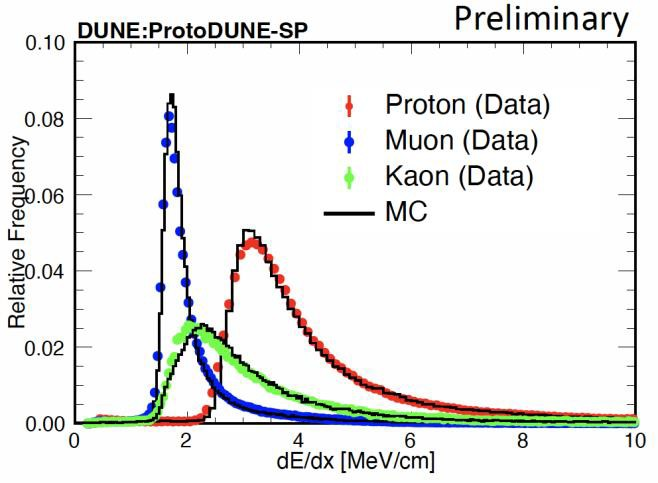 Preliminary
DUNE:ProtoDUNE-SP
0.10
0.08
0.06
0.04
0.02
0.00
Relative Frequency
Proton (Data)
Muon (Data)
Kaon (Data)
MC
0 2 4 6 8 10
dE/dx [MeV/cm]